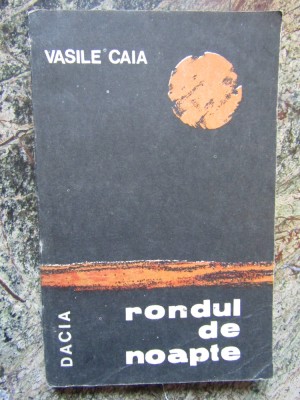 VASILE CAIA
DACIA
rondul
de
noapte